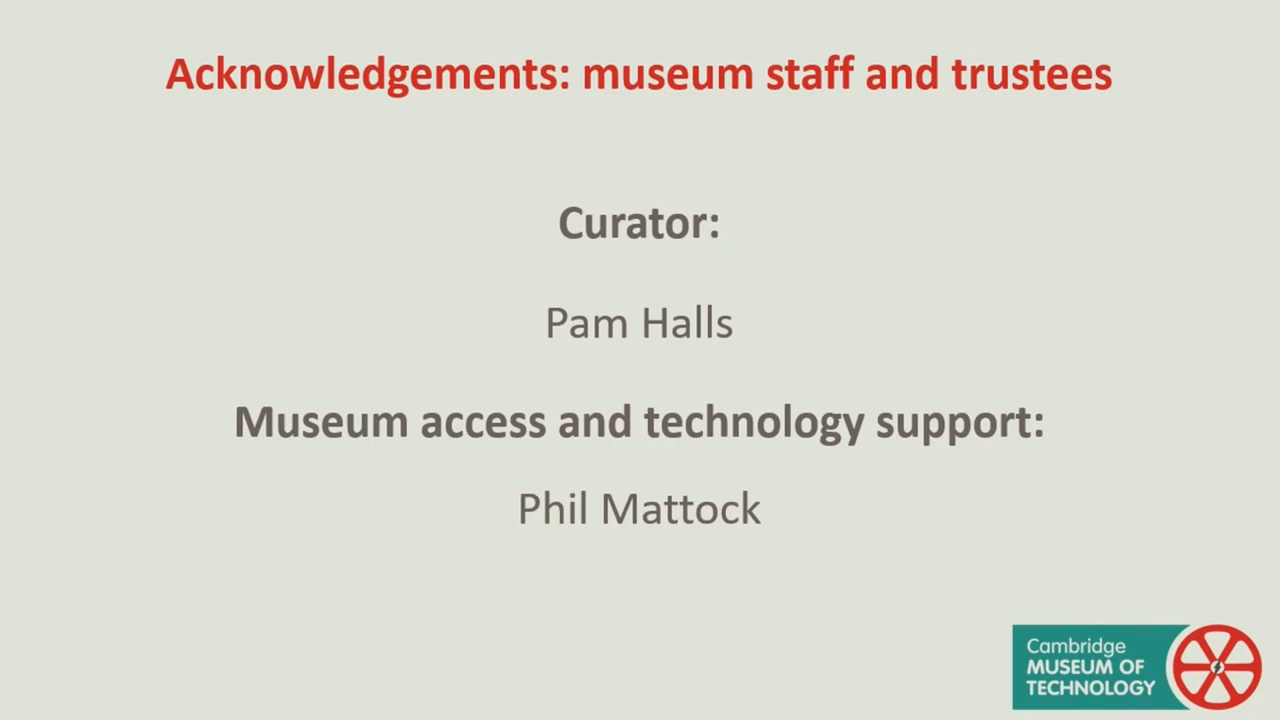 Acknowledgements: museum staff and trustees
Curator:
Pam Halls
Museum access and technology support:
Phil Mattock
Cambridge
MUSEUM OF
TECHNOLOGY